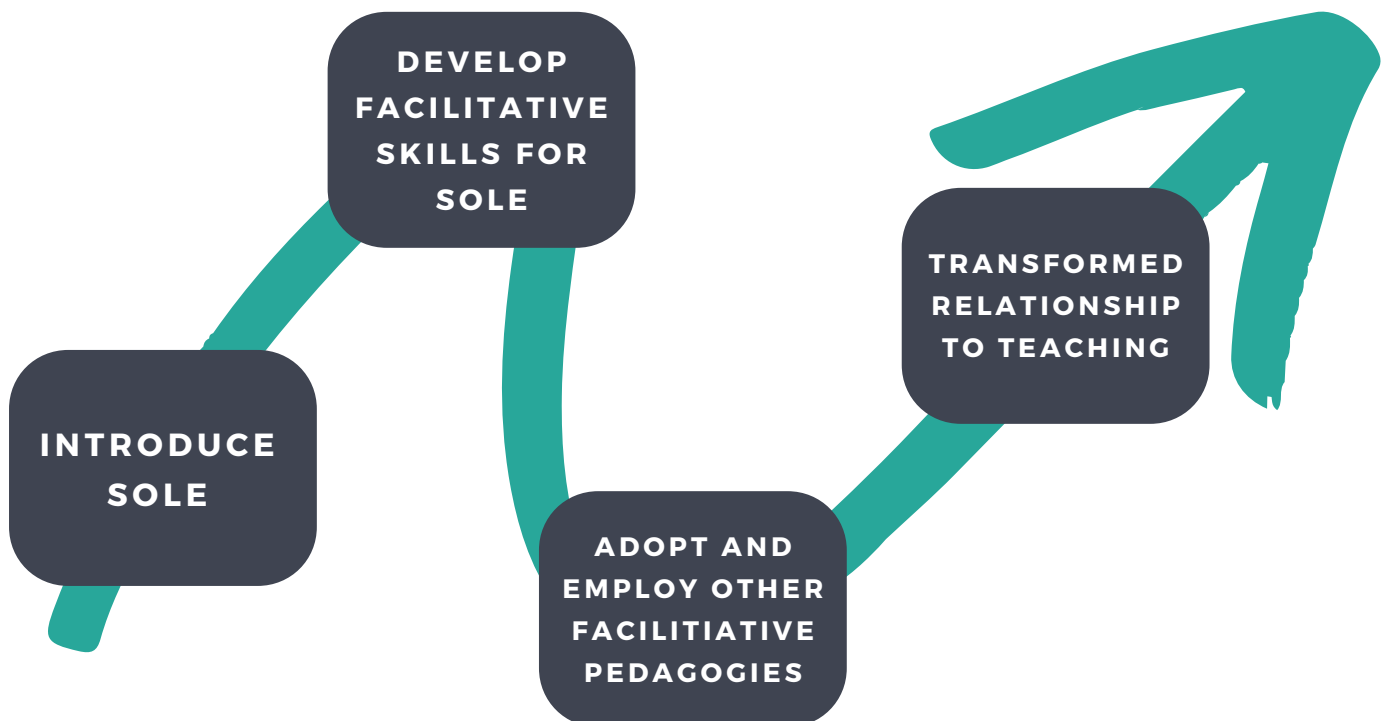 INTRODUCE
SOLE
DEVELOP
FACILITATIVE
SKILLS FOR
SOLE
ADOPT AND
EMPLOY OTHER
FACILITIATIVE
PEDAGOGIES
TRANSFORMED
RELATIONSHIP
TO TEACHING